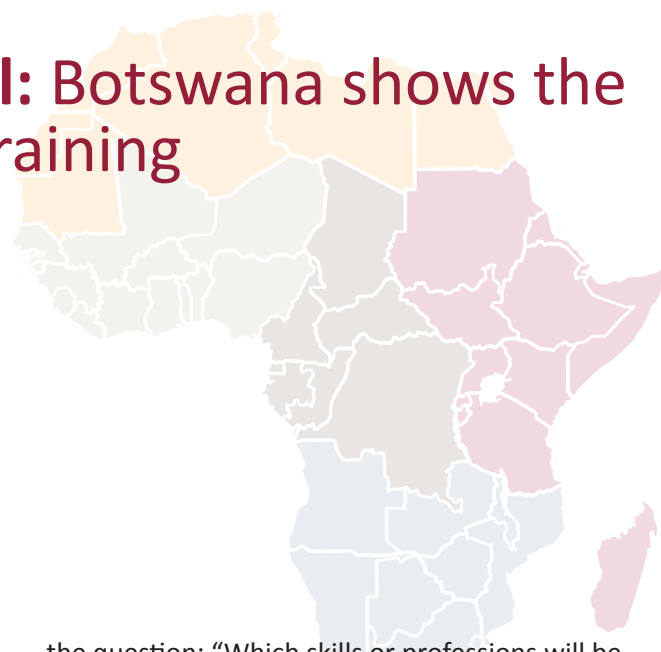 l: Botswana shows the
raining
the question: “Which skills or professions will be